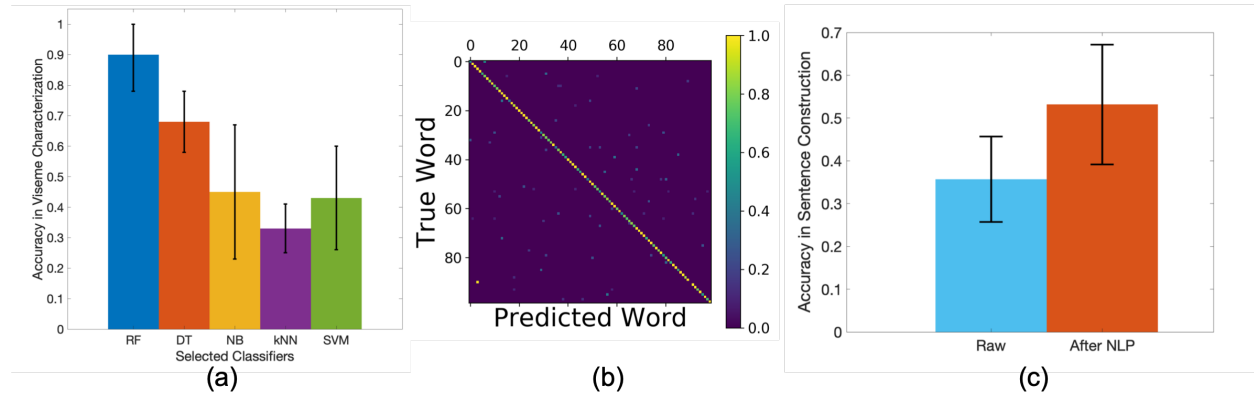 Accuracy in Viseme Characterization
1
0.9
0.8
0.7
0.6
0.5
0.4
0.3
0.2
0.1
0
RF DT NB kNN SVM
Selected Classifiers
(a)
0 20 40 60 80
True Word
0
20
40
60
80
Predicted Word
1.0
0.8
0.6
0.4
0.2
0.0
(b)
Accuracy in Sentence Construction
0.7
0.6
0.5
0.4
0.3
0.2
0.1
0
Raw After NLP
(c)